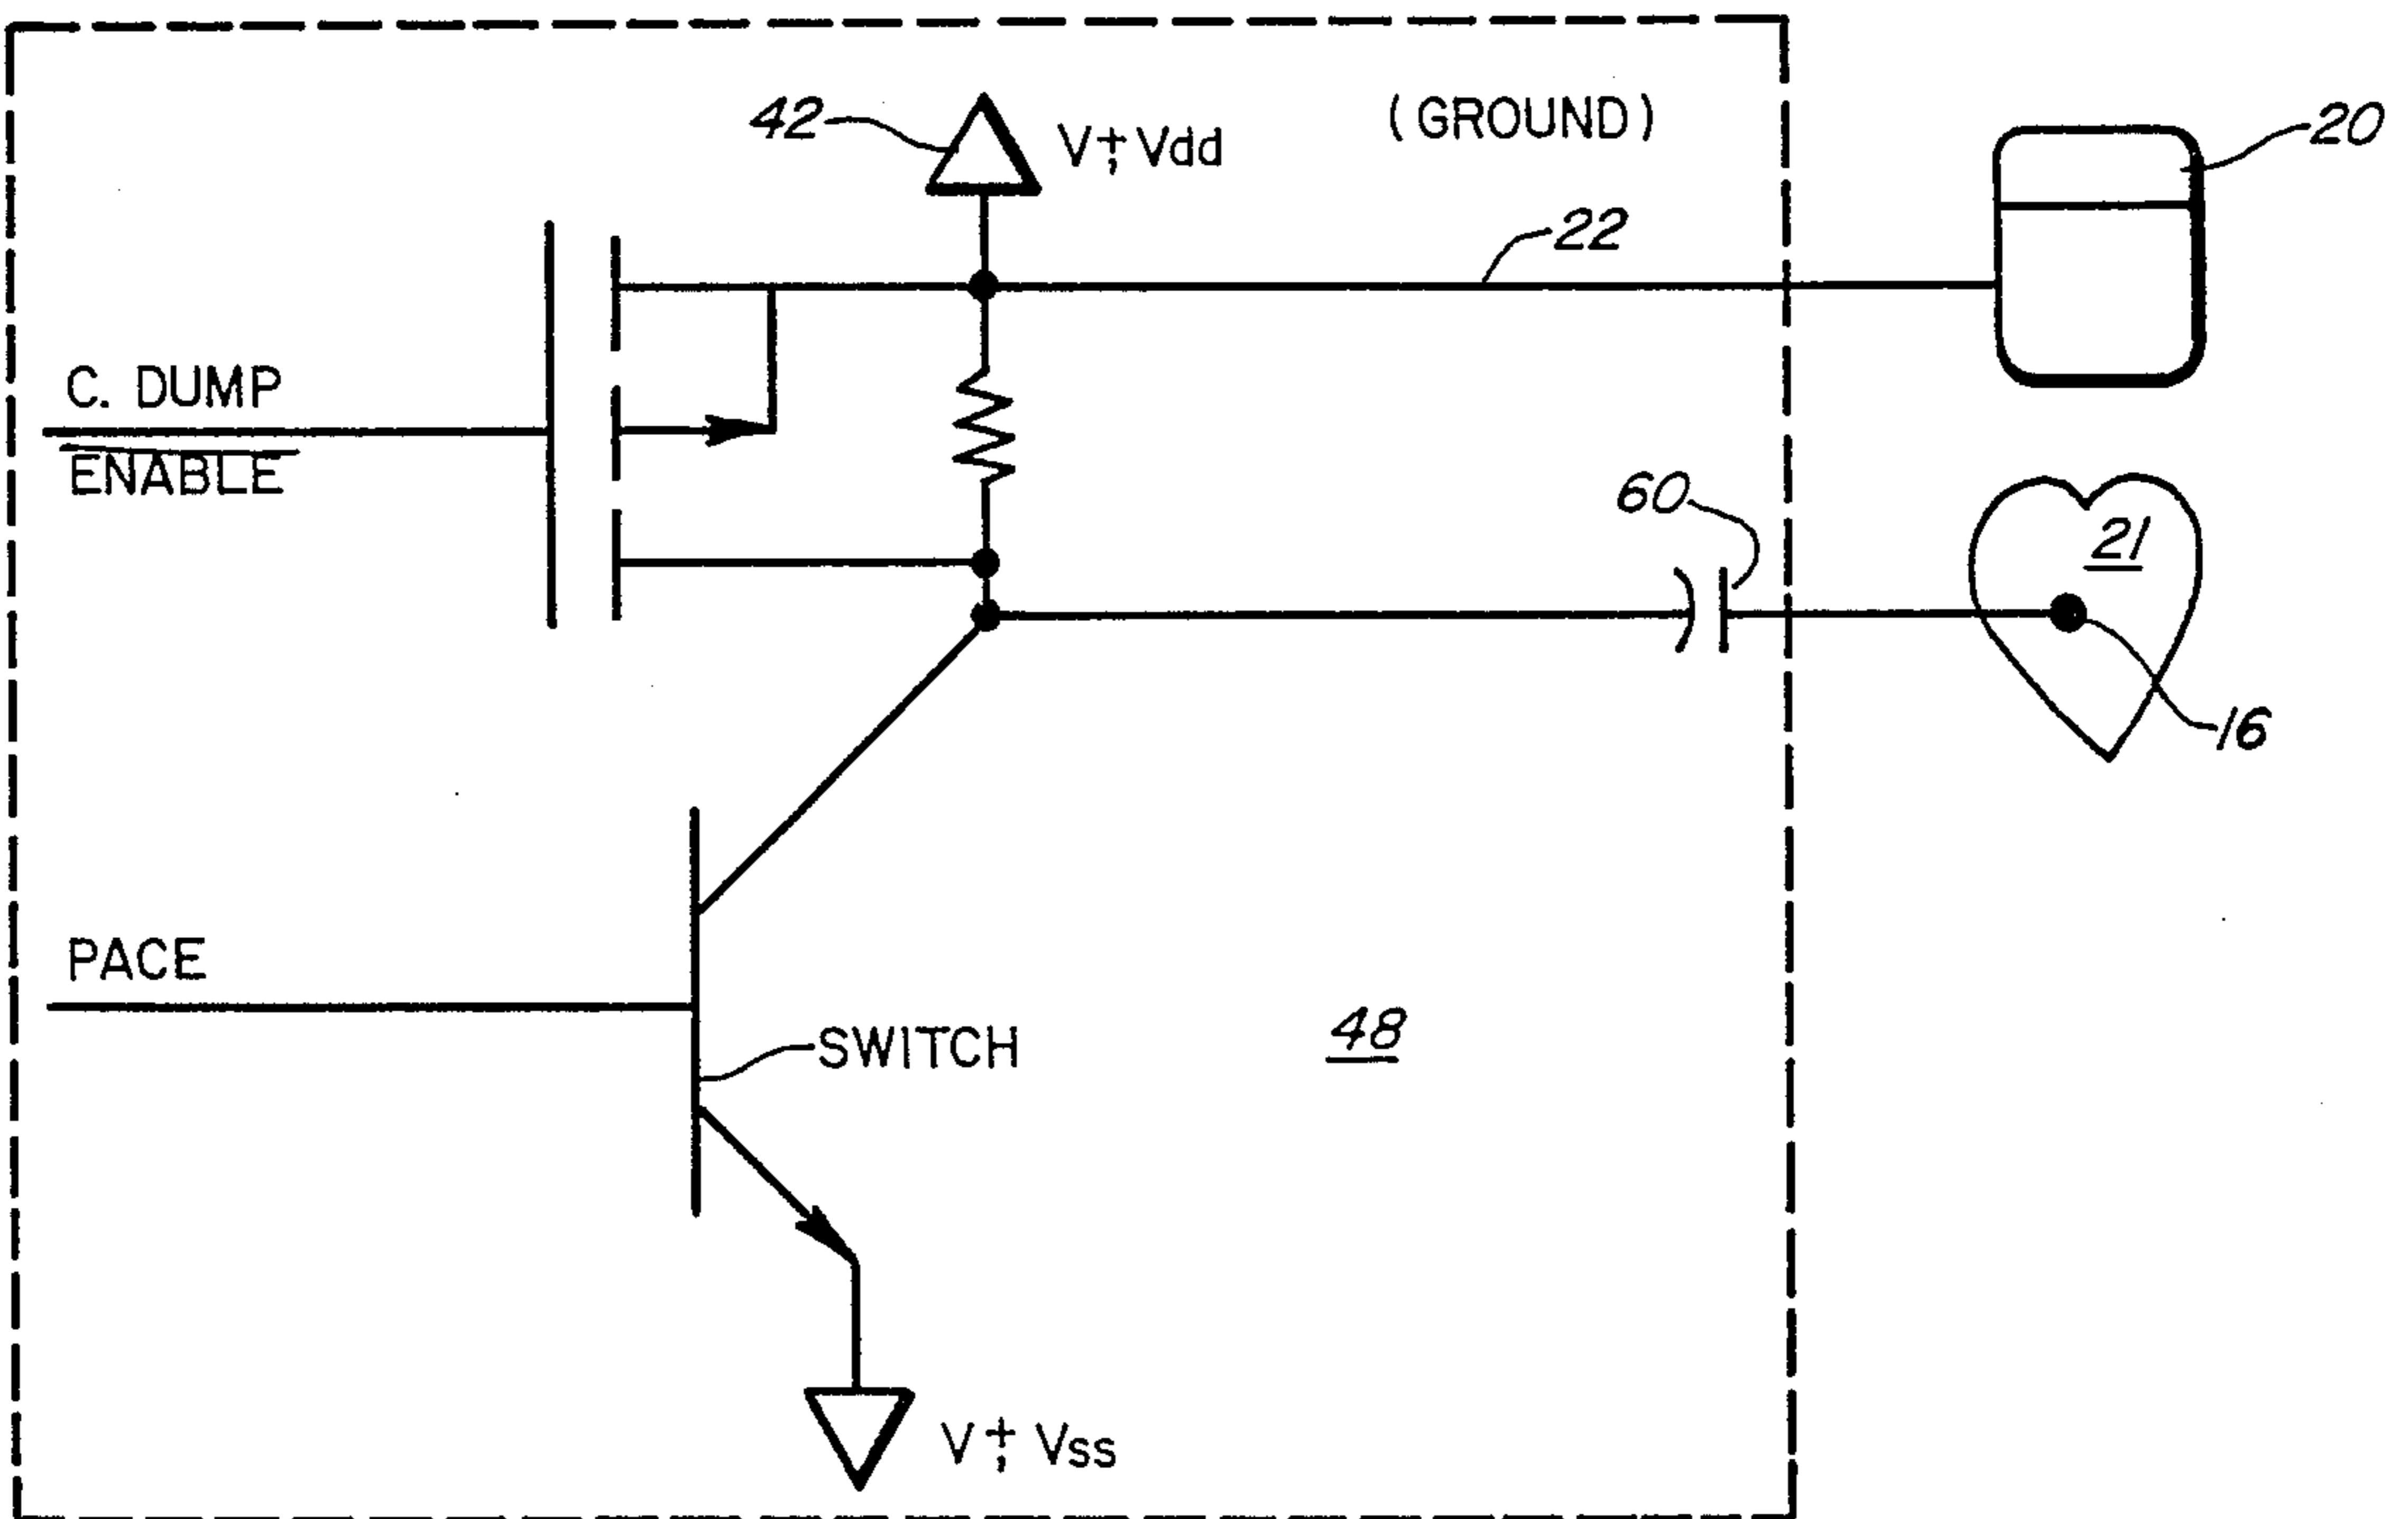 42
V+; Vdd
(GROUND)
20
22
C. DUMP
ENABLE
60
21
16
PACE
SWITCH
48
V+; Vss